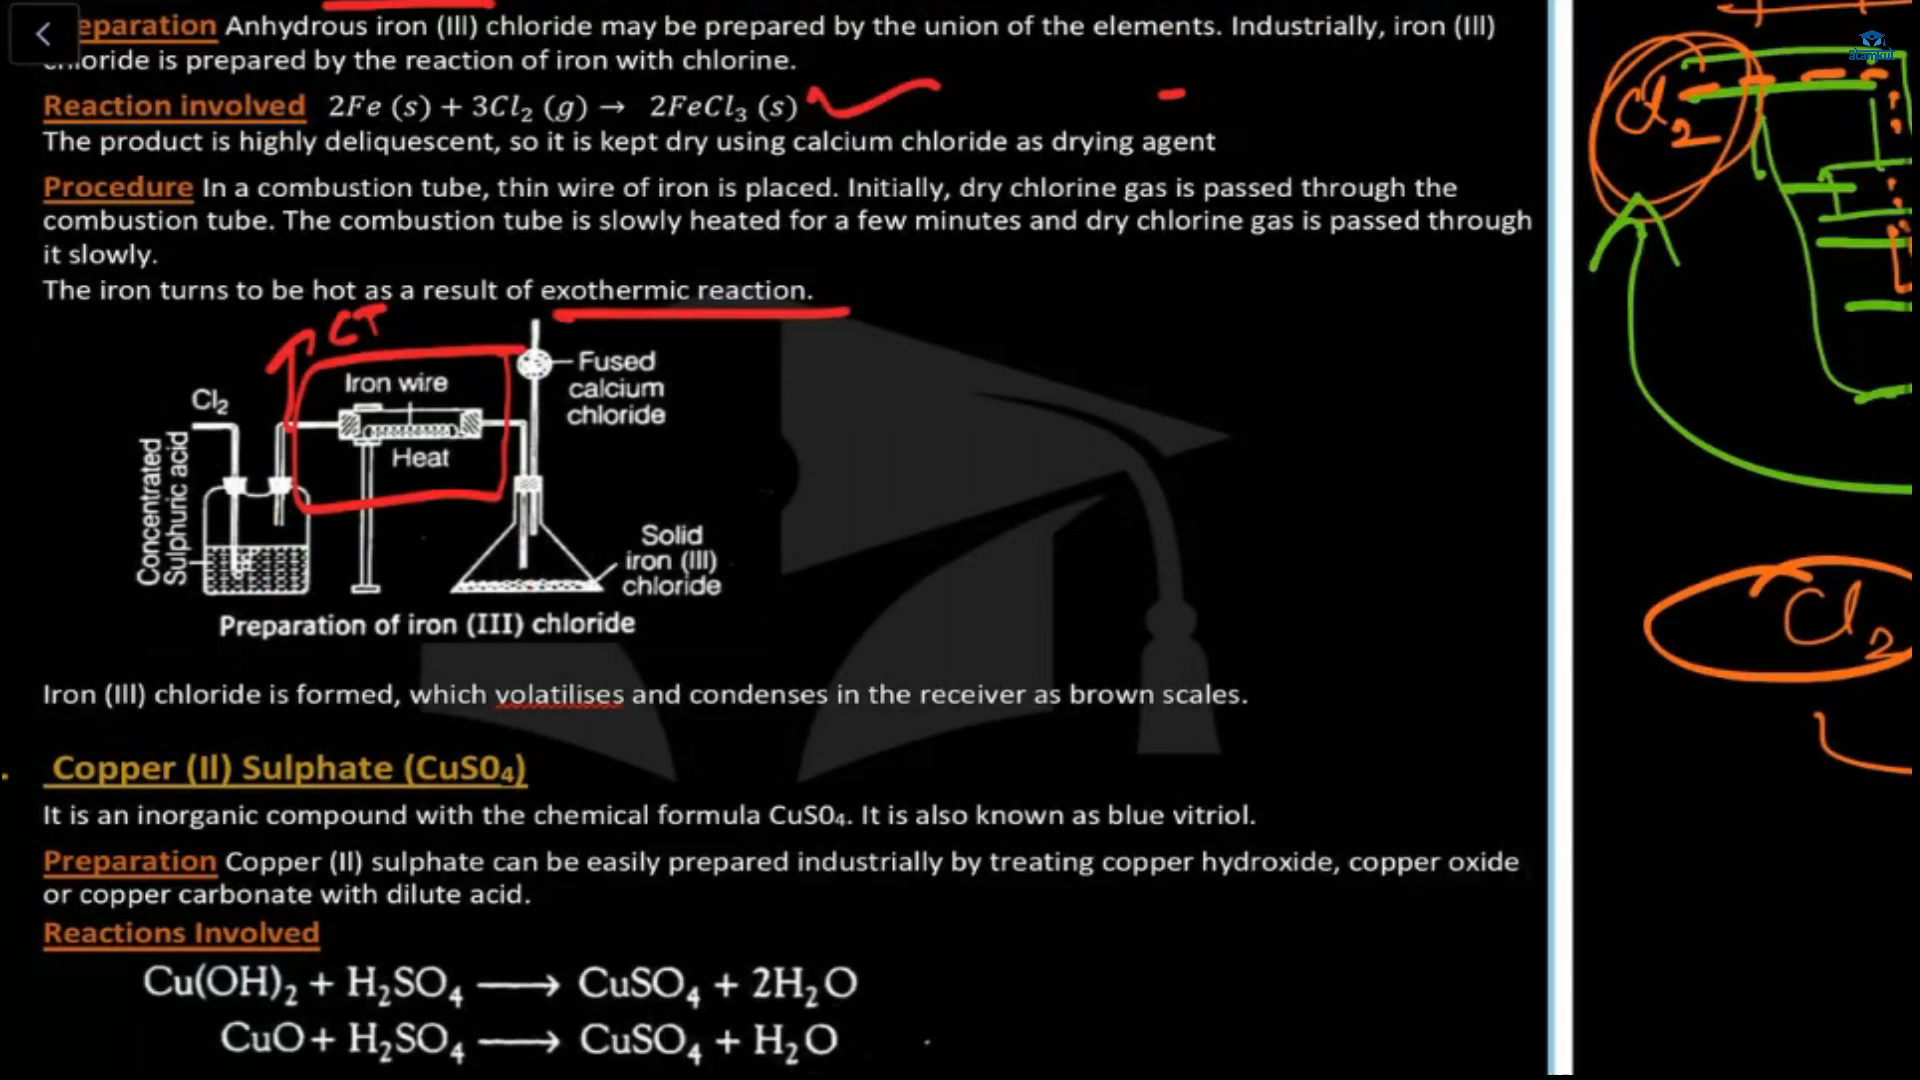 eparation Anhydrous iron (III) chloride may be prepared by the union of the elements. Industrially, iron (III)
chloride is prepared by the reaction of iron with chlorine.
Reaction involved 2Fe (s) + 3Cl₂ (g) → 2FeCl₃ (s)
The product is highly deliquescent, so it is kept dry using calcium chloride as drying agent
Procedure In a combustion tube, thin wire of iron is placed. Initially, dry chlorine gas is passed through the
combustion tube. The combustion tube is slowly heated for a few minutes and dry chlorine gas is passed through
it slowly.
The iron turns to be hot as a result of exothermic reaction.
CT
Iron wire
Heat
Cl₂
Concentrated
Sulphuric acid
Fused
calcium
chloride
Solid
iron (III)
chloride
Preparation of iron (III) chloride
Iron (III) chloride is formed, which volatilises and condenses in the receiver as brown scales.
Copper (II) Sulphate (CuSO₄)
It is an inorganic compound with the chemical formula CuSO₄. It is also known as blue vitriol.
Preparation Copper (II) sulphate can be easily prepared industrially by treating copper hydroxide, copper oxide
or copper carbonate with dilute acid.
Reactions Involved
Cu(OH)₂ + H₂SO₄ ⟶ CuSO₄ + 2H₂O
CuO + H₂SO₄ ⟶ CuSO₄ + H₂O
Cl₂
Cl₂